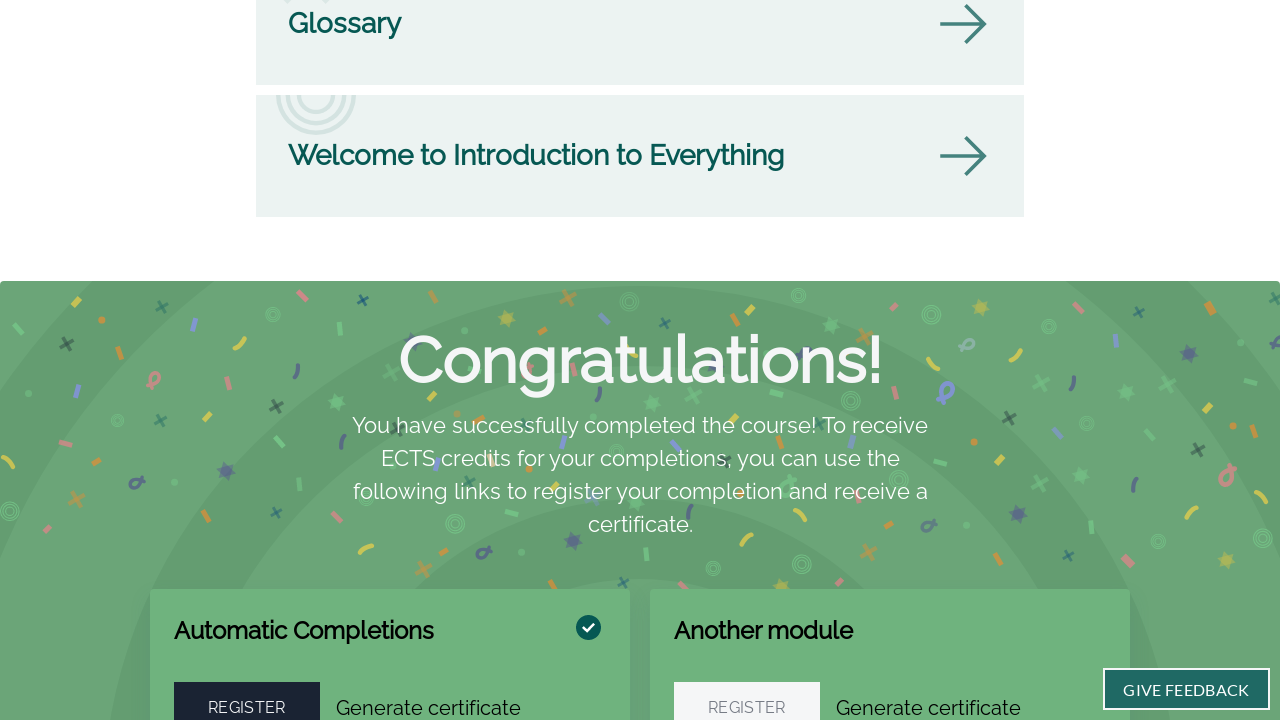 Glossary
Welcome to Introduction to Everything
Congratulations!
You have successfully completed the course! To receive
ECTS credits for your completions, you can use the
following links to register your completion and receive a
certificate.
Automatic Completions
Another module
REGISTER
Generate certificate
REGISTER
Generate certificate
GIVE FEEDBACK